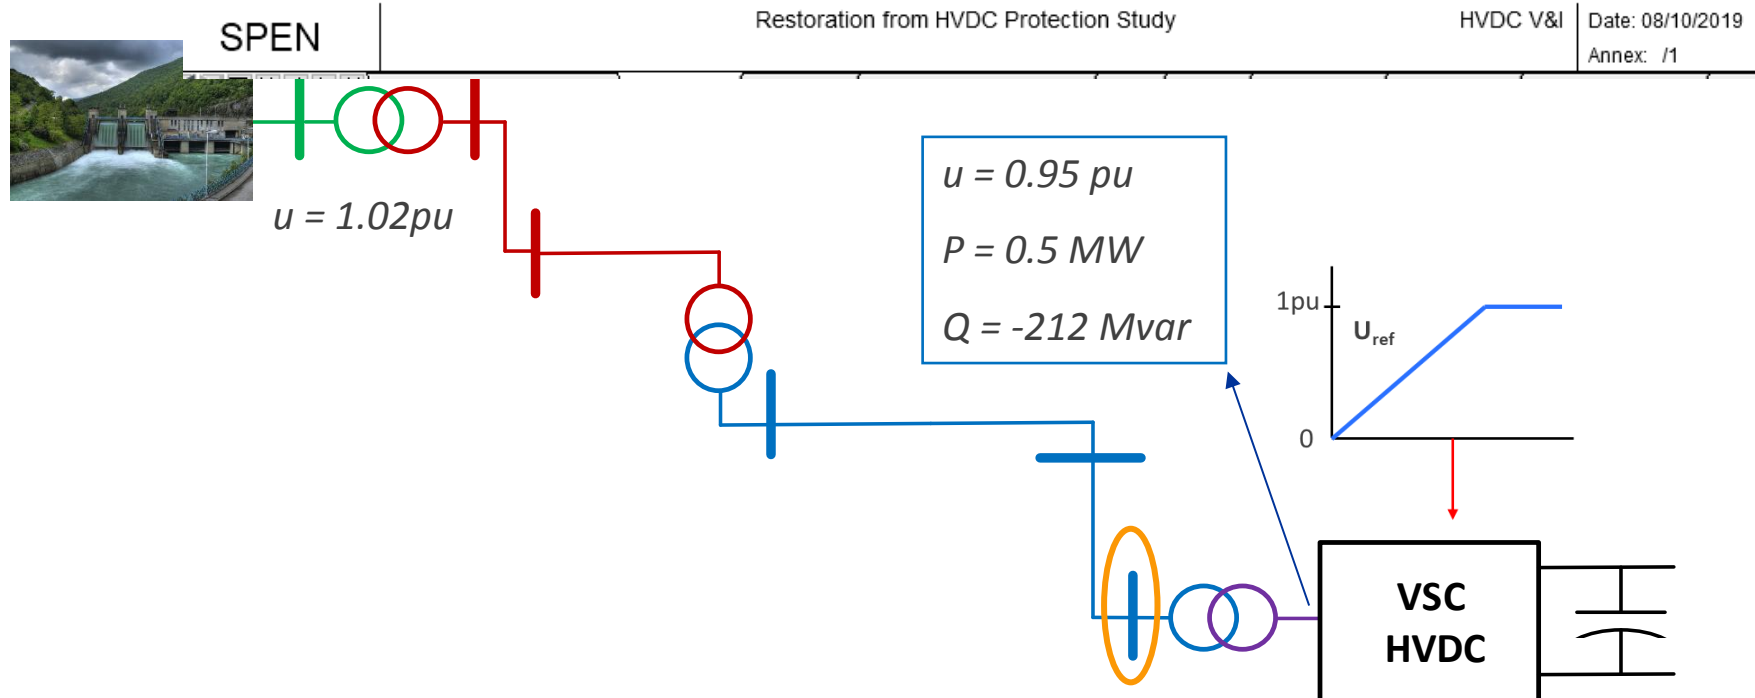 SPEN
Restoration from HVDC Protection Study
HVDC V&I
Date: 08/10/2019
Annex: /1
u = 1.02pu
u = 0.95 pu
P = 0.5 MW
Q = -212 Mvar
1pu
Uref
0
VSC
HVDC